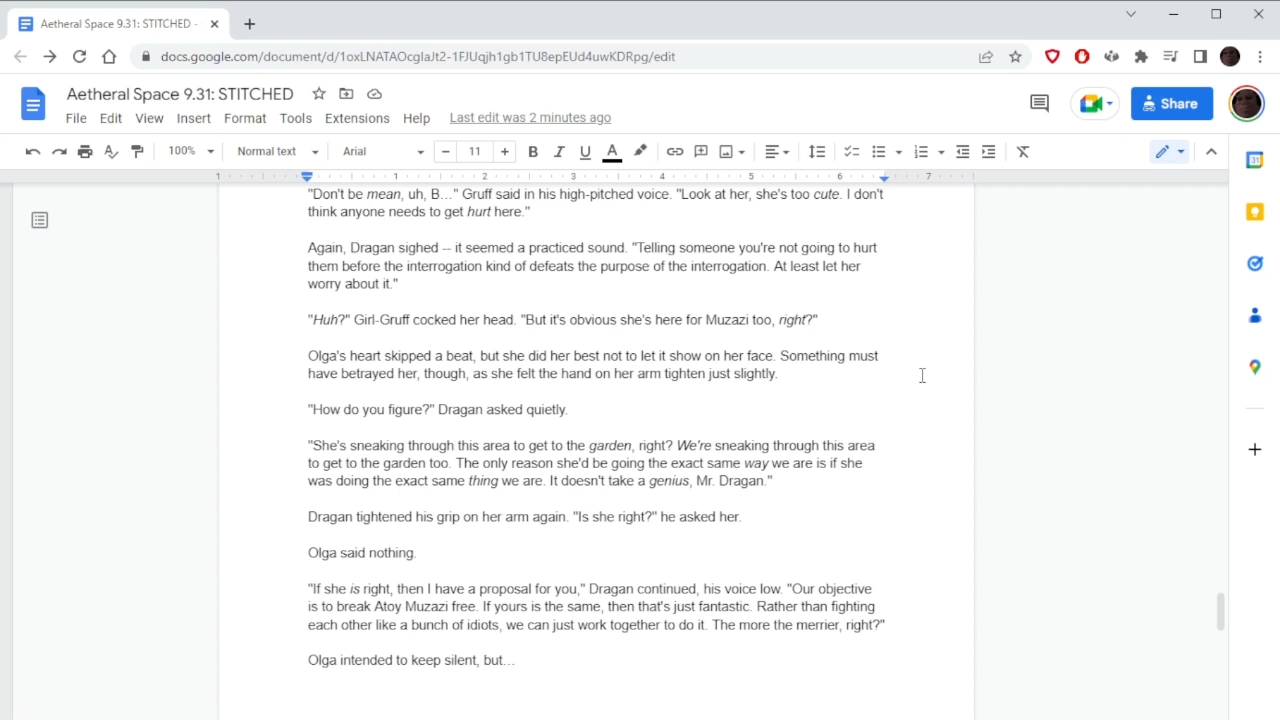 Aetheral Space 9.31: STITCHED -
docs.google.com/document/d/1oxLNATAOcgIaJt2-1FJUqjh1gb1TU8epEUd4uwKDRpg/edit
Aetheral Space 9.31: STITCHED
Share
File Edit View Insert Format Tools Extensions Help Last edit was 2 minutes ago
100% Normal text Arial 11
1 1 2 3 4 5 6 7
"Don't be mean, uh, B…" Gruff said in his high-pitched voice. "Look at her, she's too cute. I don't
think anyone needs to get hurt here."
Again, Dragan sighed -- it seemed a practiced sound. "Telling someone you're not going to hurt
them before the interrogation kind of defeats the purpose of the interrogation. At least let her
worry about it."
"Huh?" Girl-Gruff cocked her head. "But it's obvious she's here for Muzazi too, right?"
Olga's heart skipped a beat, but she did her best not to let it show on her face. Something must
have betrayed her, though, as she felt the hand on her arm tighten just slightly.
"How do you figure?" Dragan asked quietly.
"She's sneaking through this area to get to the garden, right? We're sneaking through this area
to get to the garden too. The only reason she'd be going the exact same way we are is if she
was doing the exact same thing we are. It doesn't take a genius, Mr. Dragan."
Dragan tightened his grip on her arm again. "Is she right?" he asked her.
Olga said nothing.
"If she is right, then I have a proposal for you," Dragan continued, his voice low. "Our objective
is to break Atoy Muzazi free. If yours is the same, then that's just fantastic. Rather than fighting
each other like a bunch of idiots, we can just work together to do it. The more the merrier, right?"
Olga intended to keep silent, but…